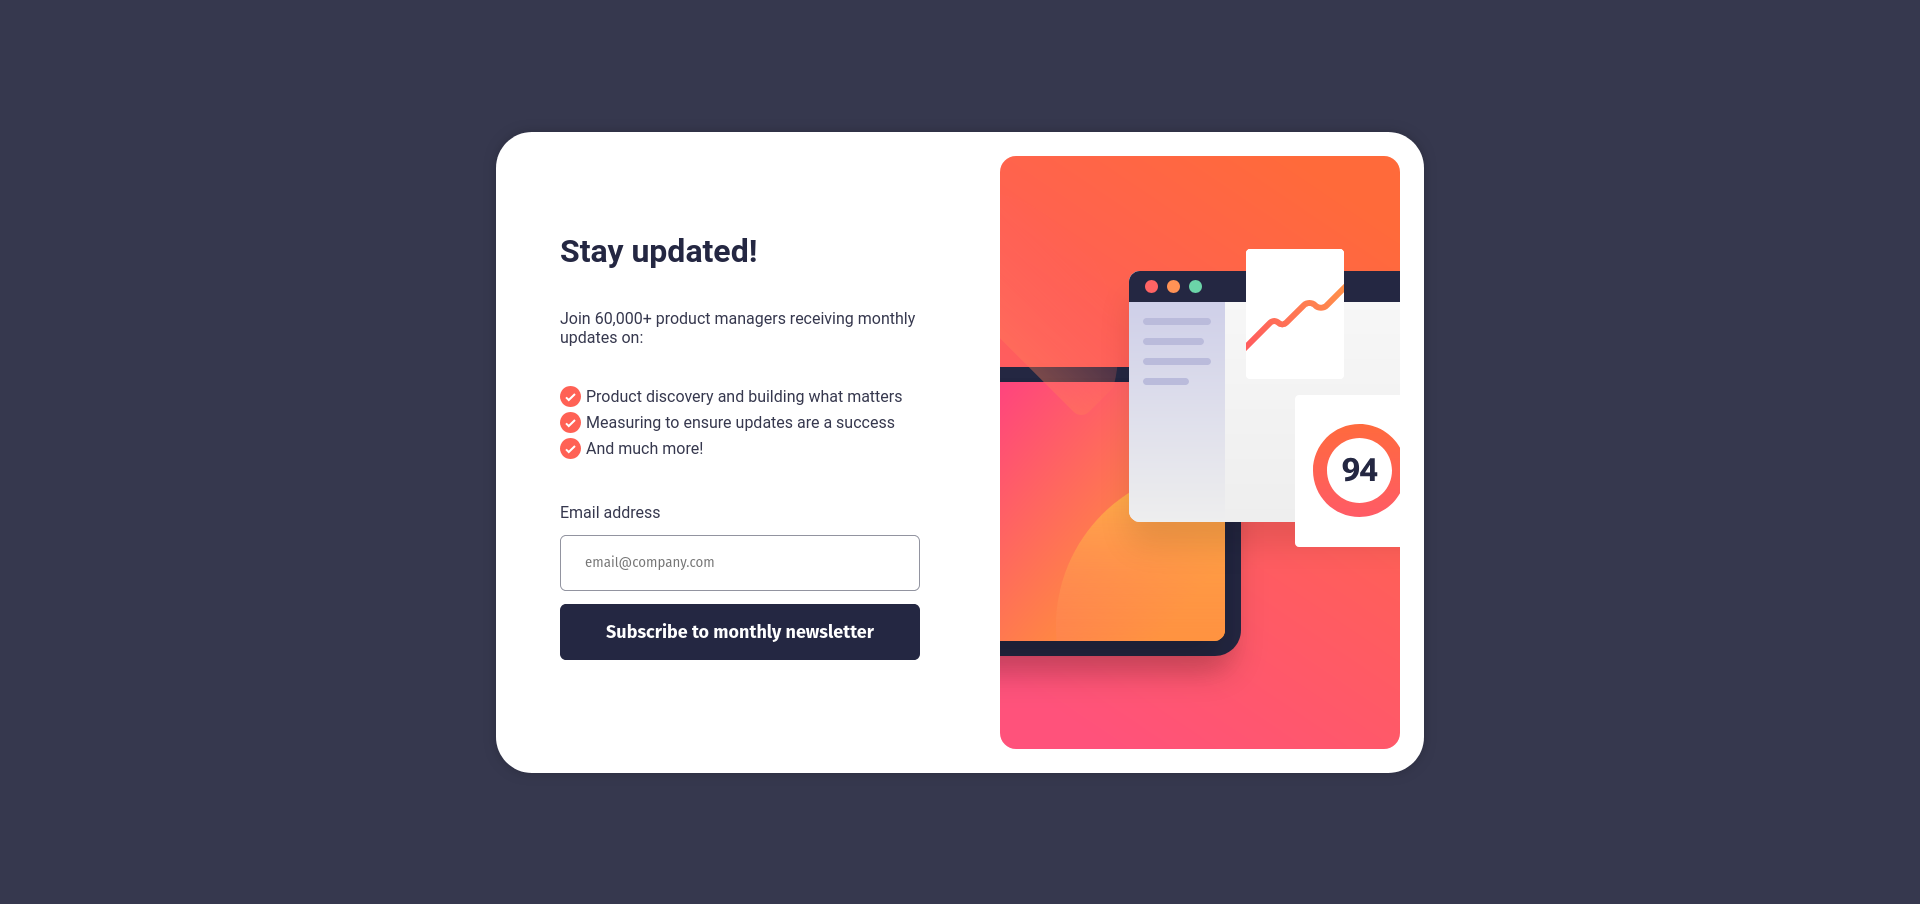 Stay updated!
Join 60,000+ product managers receiving monthly
updates on:
Product discovery and building what matters
Measuring to ensure updates are a success
And much more!
Email address
email@company.com
Subscribe to monthly newsletter
94